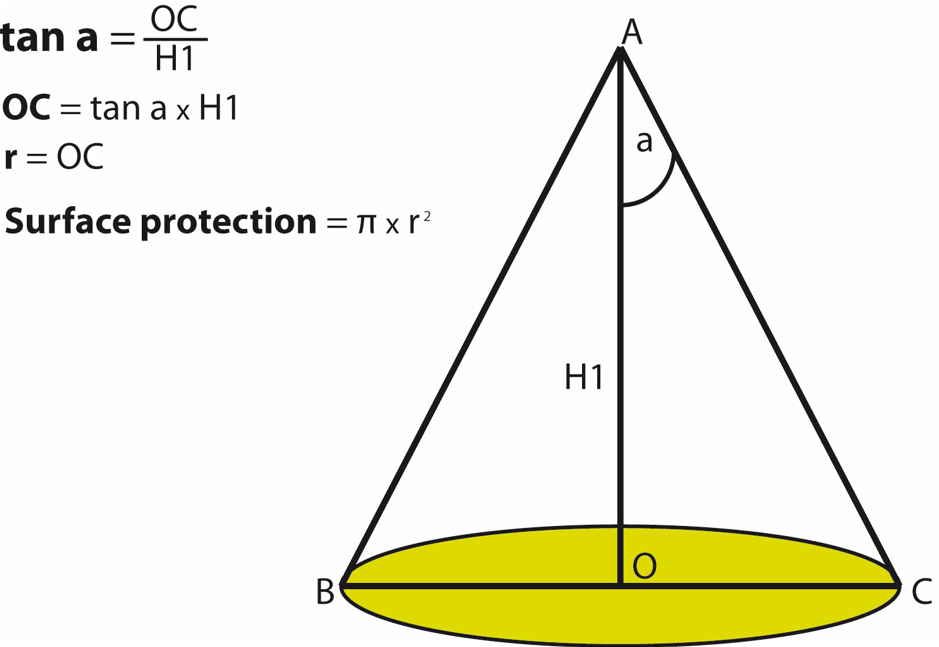 tan a = OC / H1
OC = tan a x H1
r = OC
Surface protection = π x r²
A
a
H1
O
B
C